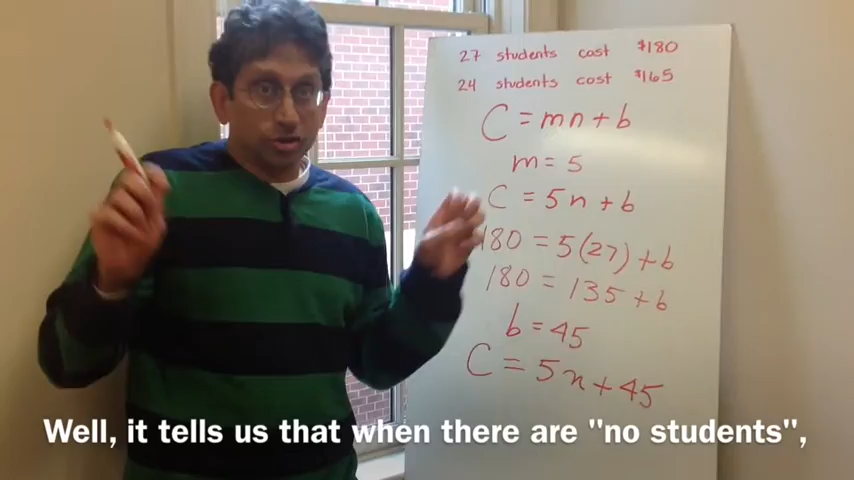 27 students cost $180
24 students cost $165
C = mn + b
m = 5
C = 5n + b
180 = 5(27) + b
180 = 135 + b
b = 45
C = 5n + 45
Well, it tells us that when there are "no students",